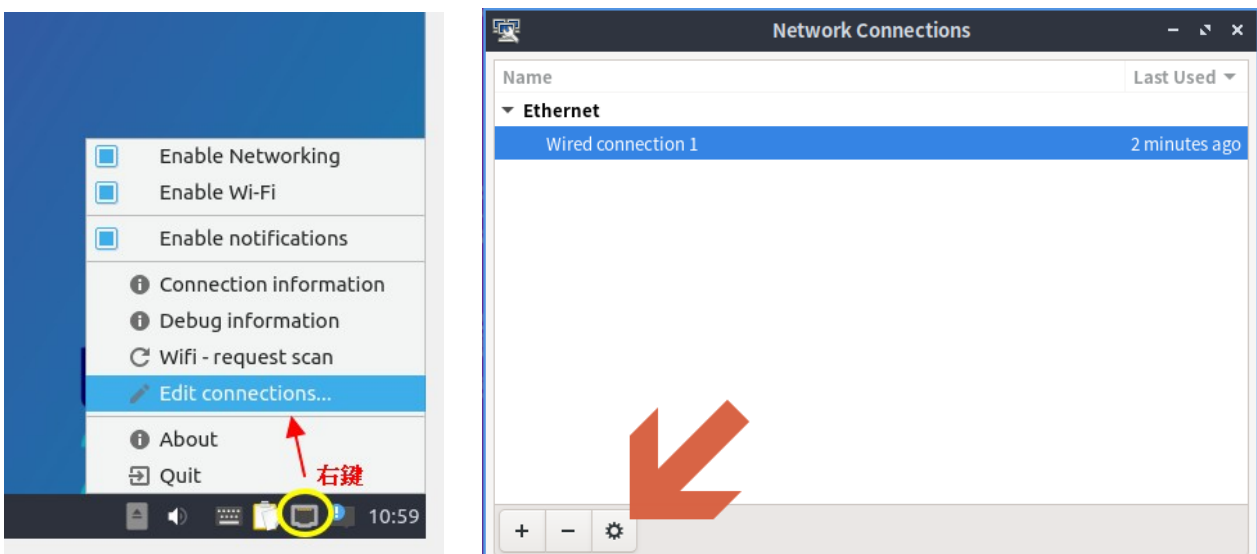 Enable Networking
Enable Wi-Fi
Enable notifications
Connection information
Debug information
Wifi - request scan
Edit connections...
About
Quit
右鍵
10:59
Network Connections
Name Last Used
Ethernet
Wired connection 1 2 minutes ago